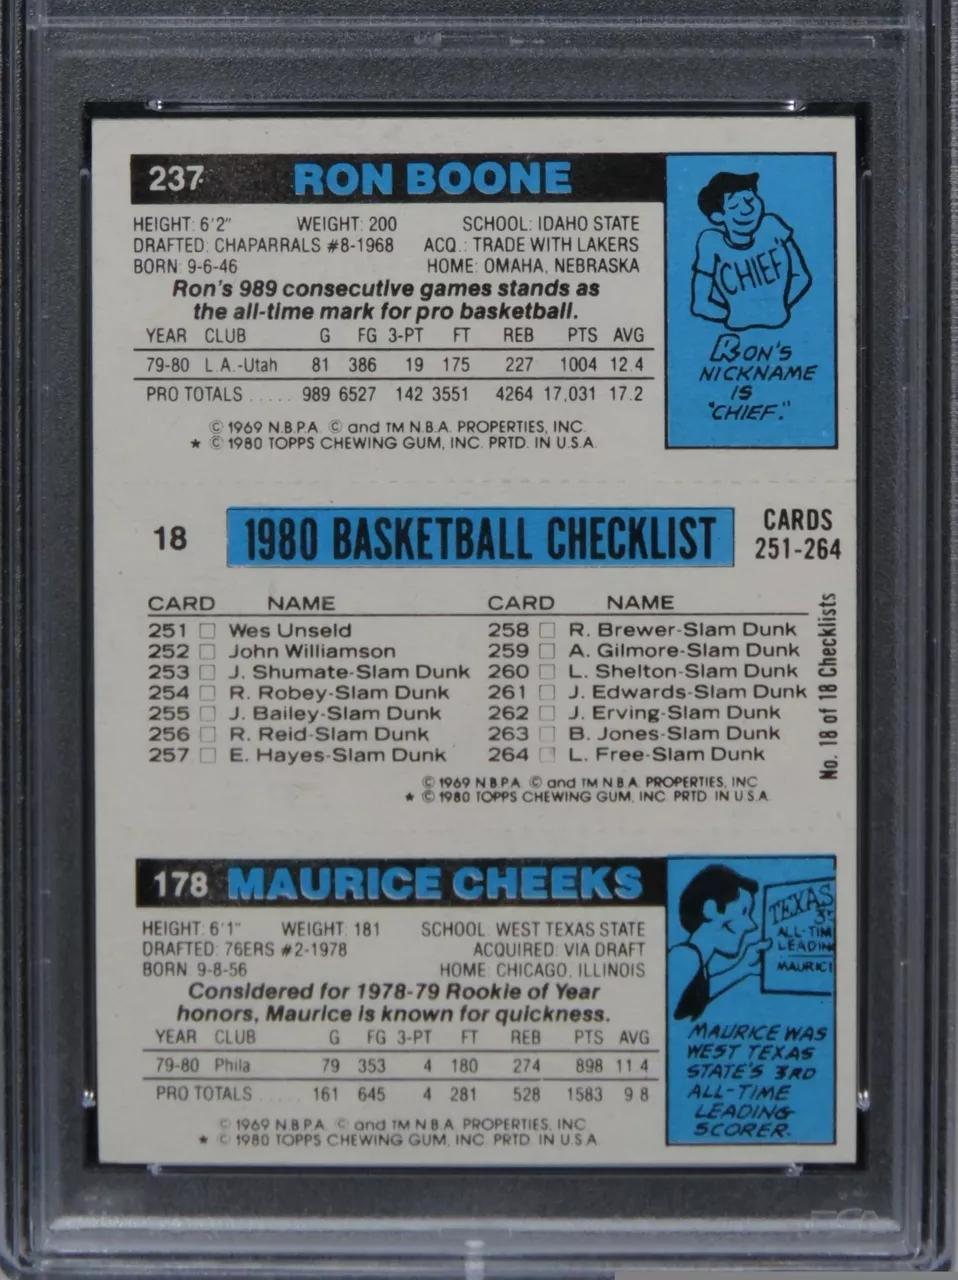 237 RON BOONE
HEIGHT: 6'2" WEIGHT: 200 SCHOOL: IDAHO STATE
DRAFTED: CHAPARRALS #8-1968 ACQ.: TRADE WITH LAKERS
BORN: 9-6-46 HOME: OMAHA, NEBRASKA
Ron's 989 consecutive games stands as
the all-time mark for pro basketball.
YEAR CLUB G FG 3-PT FT REB PTS AVG
79-80 L.A.-Utah 81 386 19 175 227 1004 12.4
PRO TOTALS ..... 989 6527 142 3551 4264 17,031 17.2
© 1969 N.B.P.A. © and TM N.B.A. PROPERTIES, INC.
★ © 1980 TOPPS CHEWING GUM, INC. PRTD. IN U.S.A.
CHIEF
RON'S
NICKNAME
IS
"CHIEF."
18 1980 BASKETBALL CHECKLIST CARDS
251-264
CARD NAME CARD NAME
251 □ Wes Unseld 258 □ R. Brewer-Slam Dunk
252 □ John Williamson 259 □ A. Gilmore-Slam Dunk
253 □ J. Shumate-Slam Dunk 260 □ L. Shelton-Slam Dunk
254 □ R. Robey-Slam Dunk 261 □ J. Edwards-Slam Dunk
255 □ J. Bailey-Slam Dunk 262 □ J. Erving-Slam Dunk
256 □ R. Reid-Slam Dunk 263 □ B. Jones-Slam Dunk
257 □ E. Hayes-Slam Dunk 264 □ L. Free-Slam Dunk
No. 18 of 18 Checklists
© 1969 N.B.P.A. © and TM N.B.A. PROPERTIES, INC
★ © 1980 TOPPS CHEWING GUM, INC. PRTD. IN U.S.A
178 MAURICE CHEEKS
HEIGHT: 6'1" WEIGHT: 181 SCHOOL: WEST TEXAS STATE
DRAFTED: 76ERS #2-1978 ACQUIRED: VIA DRAFT
BORN 9-8-56 HOME: CHICAGO, ILLINOIS
Considered for 1978-79 Rookie of Year
honors, Maurice is known for quickness.
YEAR CLUB G FG 3-PT FT REB PTS AVG
79-80 Phila 79 353 4 180 274 898 11.4
PRO TOTALS ..... 161 645 4 281 528 1583 9.8
© 1969 N.B.P.A. © and TM N.B.A. PROPERTIES, INC.
★ © 1980 TOPPS CHEWING GUM, INC. PRTD. IN U.S.A.
TEXAS
3
ALL-TIM
LEADIN
MAURICI
MAURICE WAS
WEST TEXAS
STATE'S 3RD
ALL-TIME
LEADING
SCORER.